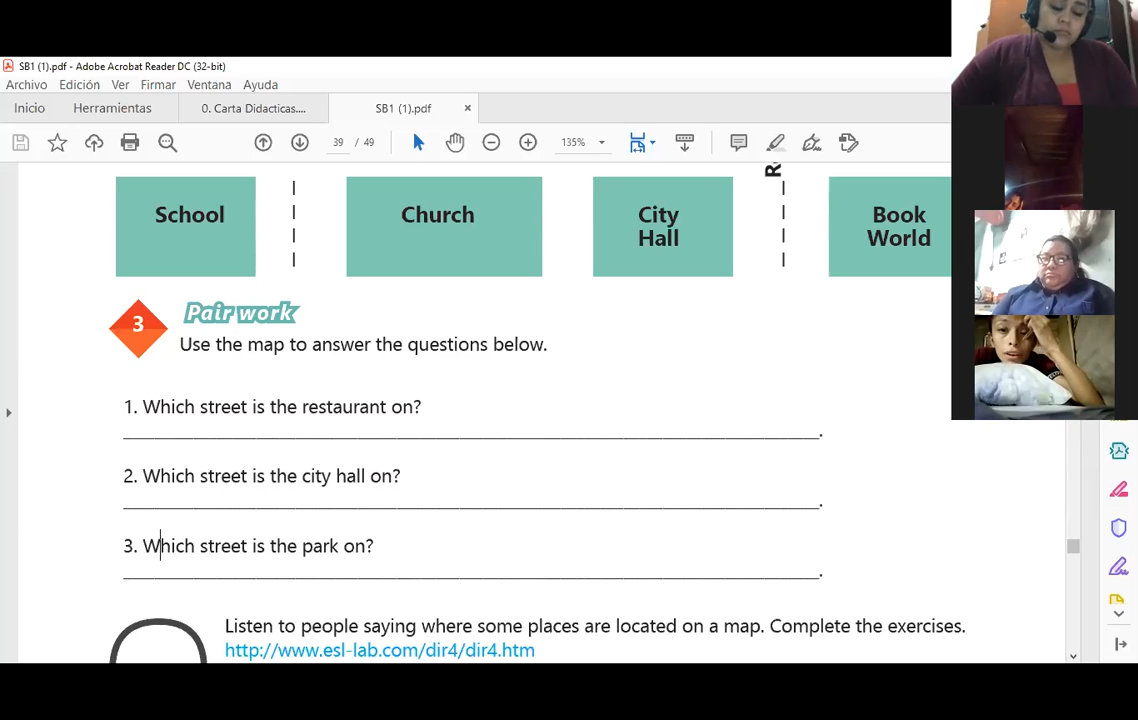 SB1 (1).pdf - Adobe Acrobat Reader DC (32-bit)
Archivo Edición Ver Firmar Ventana Ayuda
Inicio Herramientas 0. Carta Didacticas.... SB1 (1).pdf ×
39 / 49 135%
R
School Church City Hall Book World
3 Pair work
Use the map to answer the questions below.
1. Which street is the restaurant on?
.
2. Which street is the city hall on?
.
3. Which street is the park on?
.
Listen to people saying where some places are located on a map. Complete the exercises.
http://www.esl-lab.com/dir4/dir4.htm